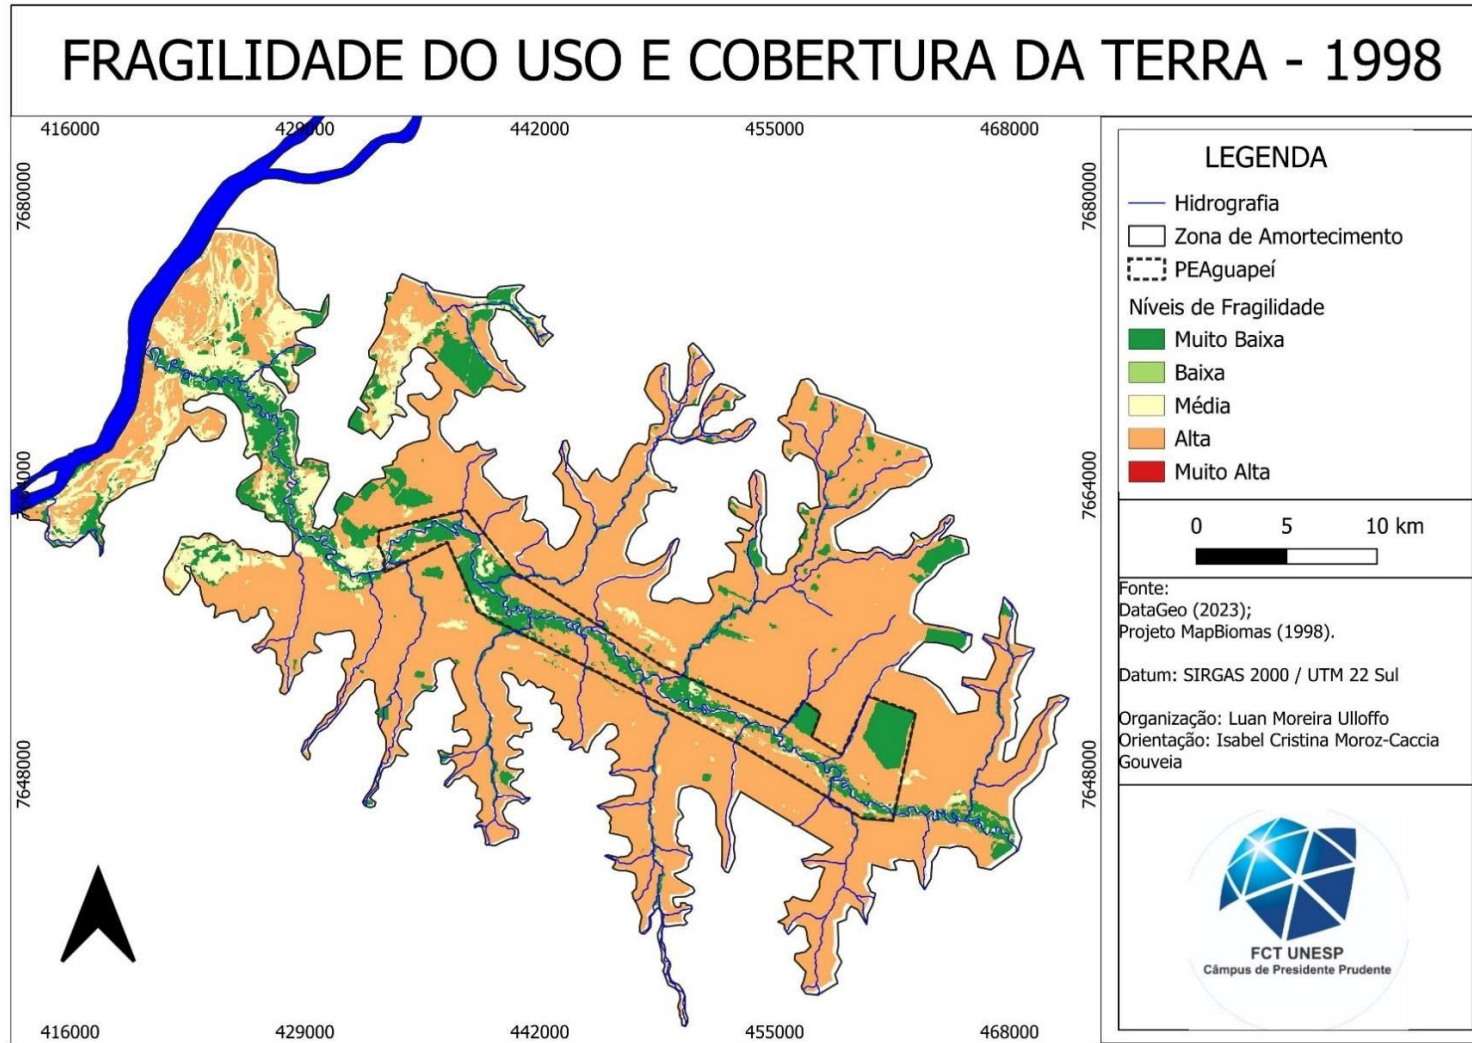 FRAGILIDADE DO USO E COBERTURA DA TERRA - 1998
416000 429000 442000 455000 468000
7680000 7680000
7664000 7664000
7648000 7648000
416000 429000 442000 455000 468000
LEGENDA
Hidrografia
Zona de Amortecimento
PEAguapeí
Níveis de Fragilidade
Muito Baixa
Baixa
Média
Alta
Muito Alta
0 5 10 km
Fonte:
DataGeo (2023);
Projeto MapBiomas (1998).
Datum: SIRGAS 2000 / UTM 22 Sul
Organização: Luan Moreira Ulloffo
Orientação: Isabel Cristina Moroz-Caccia
Gouveia
FCT UNESP
Câmpus de Presidente Prudente